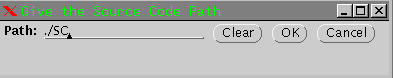 Give the Source Code Path
Path: ./SC Clear OK Cancel